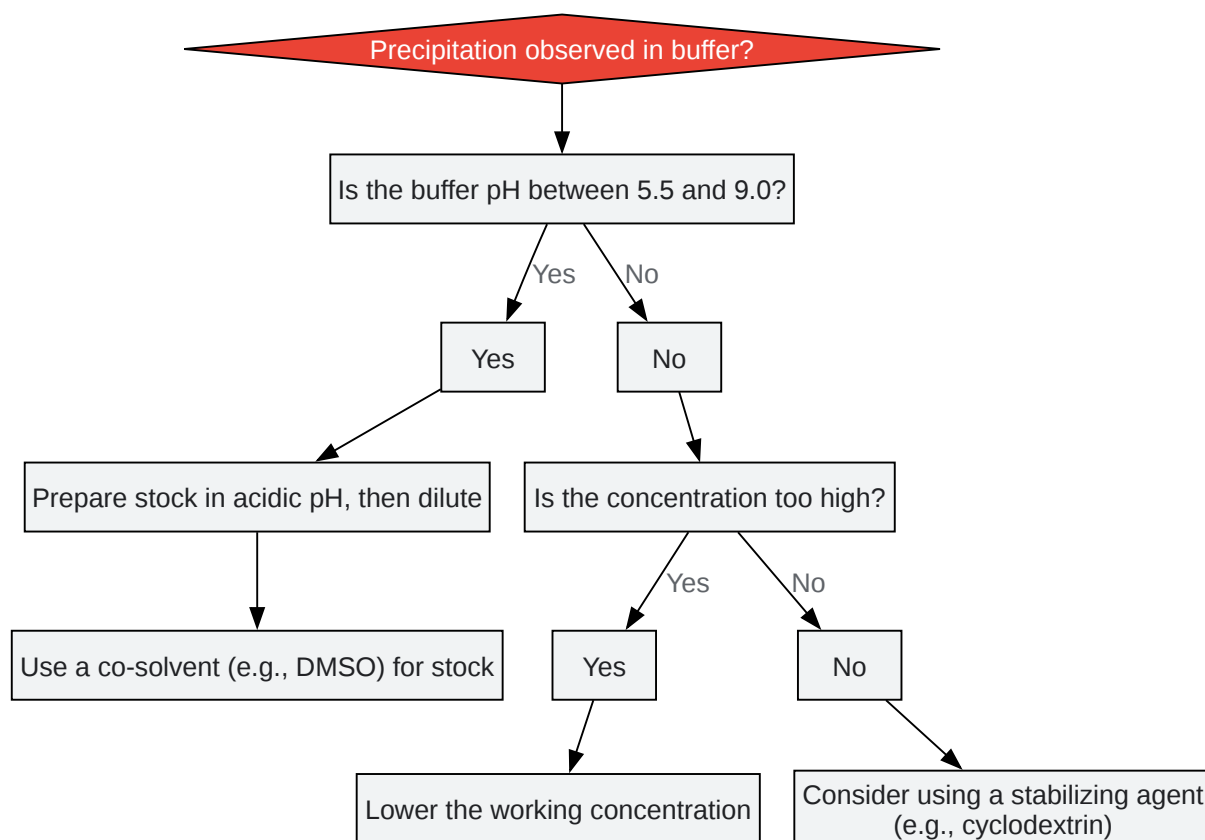 Precipitation observed in buffer?
Is the buffer pH between 5.5 and 9.0?
Yes
No
Yes
No
Prepare stock in acidic pH, then dilute
Is the concentration too high?
Yes
No
Use a co-solvent (e.g., DMSO) for stock
Yes
No
Lower the working concentration
Consider using a stabilizing agent
(e.g., cyclodextrin)